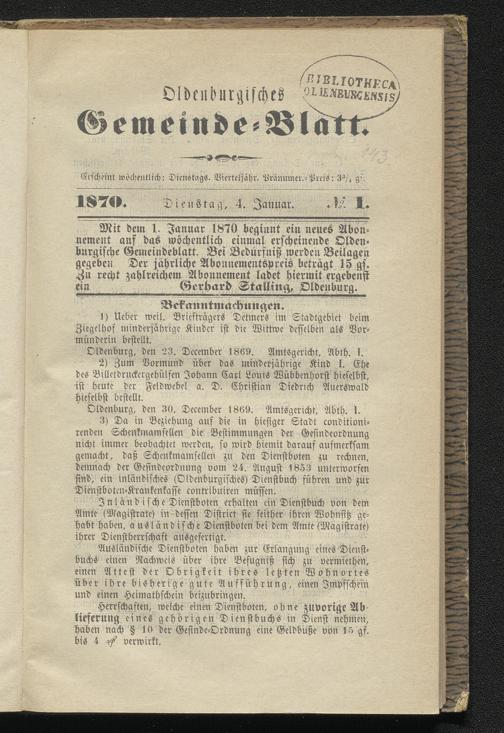 BIBLIOTHECA
OLDENBURGENSIS
Oldenburgisches
Gemeinde-Blatt.
Erscheint wöchentlich: Dienstags. Vierteljähr. Pränumer.-Preis: 3¾ gr.
1870. Dienstag, 4. Januar. № 1.
Mit dem 1. Januar 1870 beginnt ein neues Abon-
nement auf das wöchentlich einmal erscheinende Olden-
burgische Gemeindeblatt. Bei Bedürfniß werden Beilagen
gegeben Der jährliche Abonnementspreis beträgt 15 gr.
Zu recht zahlreichem Abonnement ladet hiermit ergebenst
ein Gerhard Stalling, Oldenburg.
Bekanntmachungen.
1) Ueber weil. Briefträgers Detmers im Stadtgebiet beim
Ziegelhof minderjährige Kinder ist die Wittwe desselben als Vor-
münderin bestellt.
Oldenburg, den 23. December 1869. Amtsgericht, Abth. I.
2) Zum Vormund über das minderjährige Kind I. Ehe
des Billetdruckergehülfen Johann Carl Louis Wübbenhorst hieselbst,
ist heute der Feldwebel a. D. Christian Diedrich Auerswald
hieselbst bestellt.
Oldenburg, den 30. December 1869. Amtsgericht, Abth. I.
3) Da in Beziehung auf die in hiesiger Stadt conditioni-
renden Schenkmamsellen die Bestimmungen der Gesindeordnung
nicht immer beobachtet werden, so wird hiemit darauf aufmerksam
gemacht, daß Schenkmamsellen zu den Dienstboten zu rechnen,
demnach der Gesindeordnung vom 24. August 1853 unterworfen
sind, ein inländisches (Oldenburgisches) Dienstbuch führen und zur
Dienstboten-Krankenkasse contribuiren müssen.
Inländische Dienstboten erhalten ein Dienstbuch von dem
Amte (Magistrate) in dessen District sie seither ihren Wohnsitz ge-
habt haben, ausländische Dienstboten bei dem Amte (Magistrate)
ihrer Dienstherrschaft ausgefertigt.
Ausländische Dienstboten haben zur Erlangung eines Dienst-
buchs einen Nachweis über ihre Befugniß sich zu vermiethen,
einen Attest der Obrigkeit ihres letzten Wohnortes
über ihre bisherige gute Aufführung, einen Impfschein
und einen Heimathschein beizubringen.
Herrschaften, welche einen Dienstboten, ohne zuvorige Ab-
lieferung eines gehörigen Dienstbuchs in Dienst nehmen,
haben nach § 10 der Gesinde-Ordnung eine Geldbuße von 15 gr.
bis 4 verwirkt.